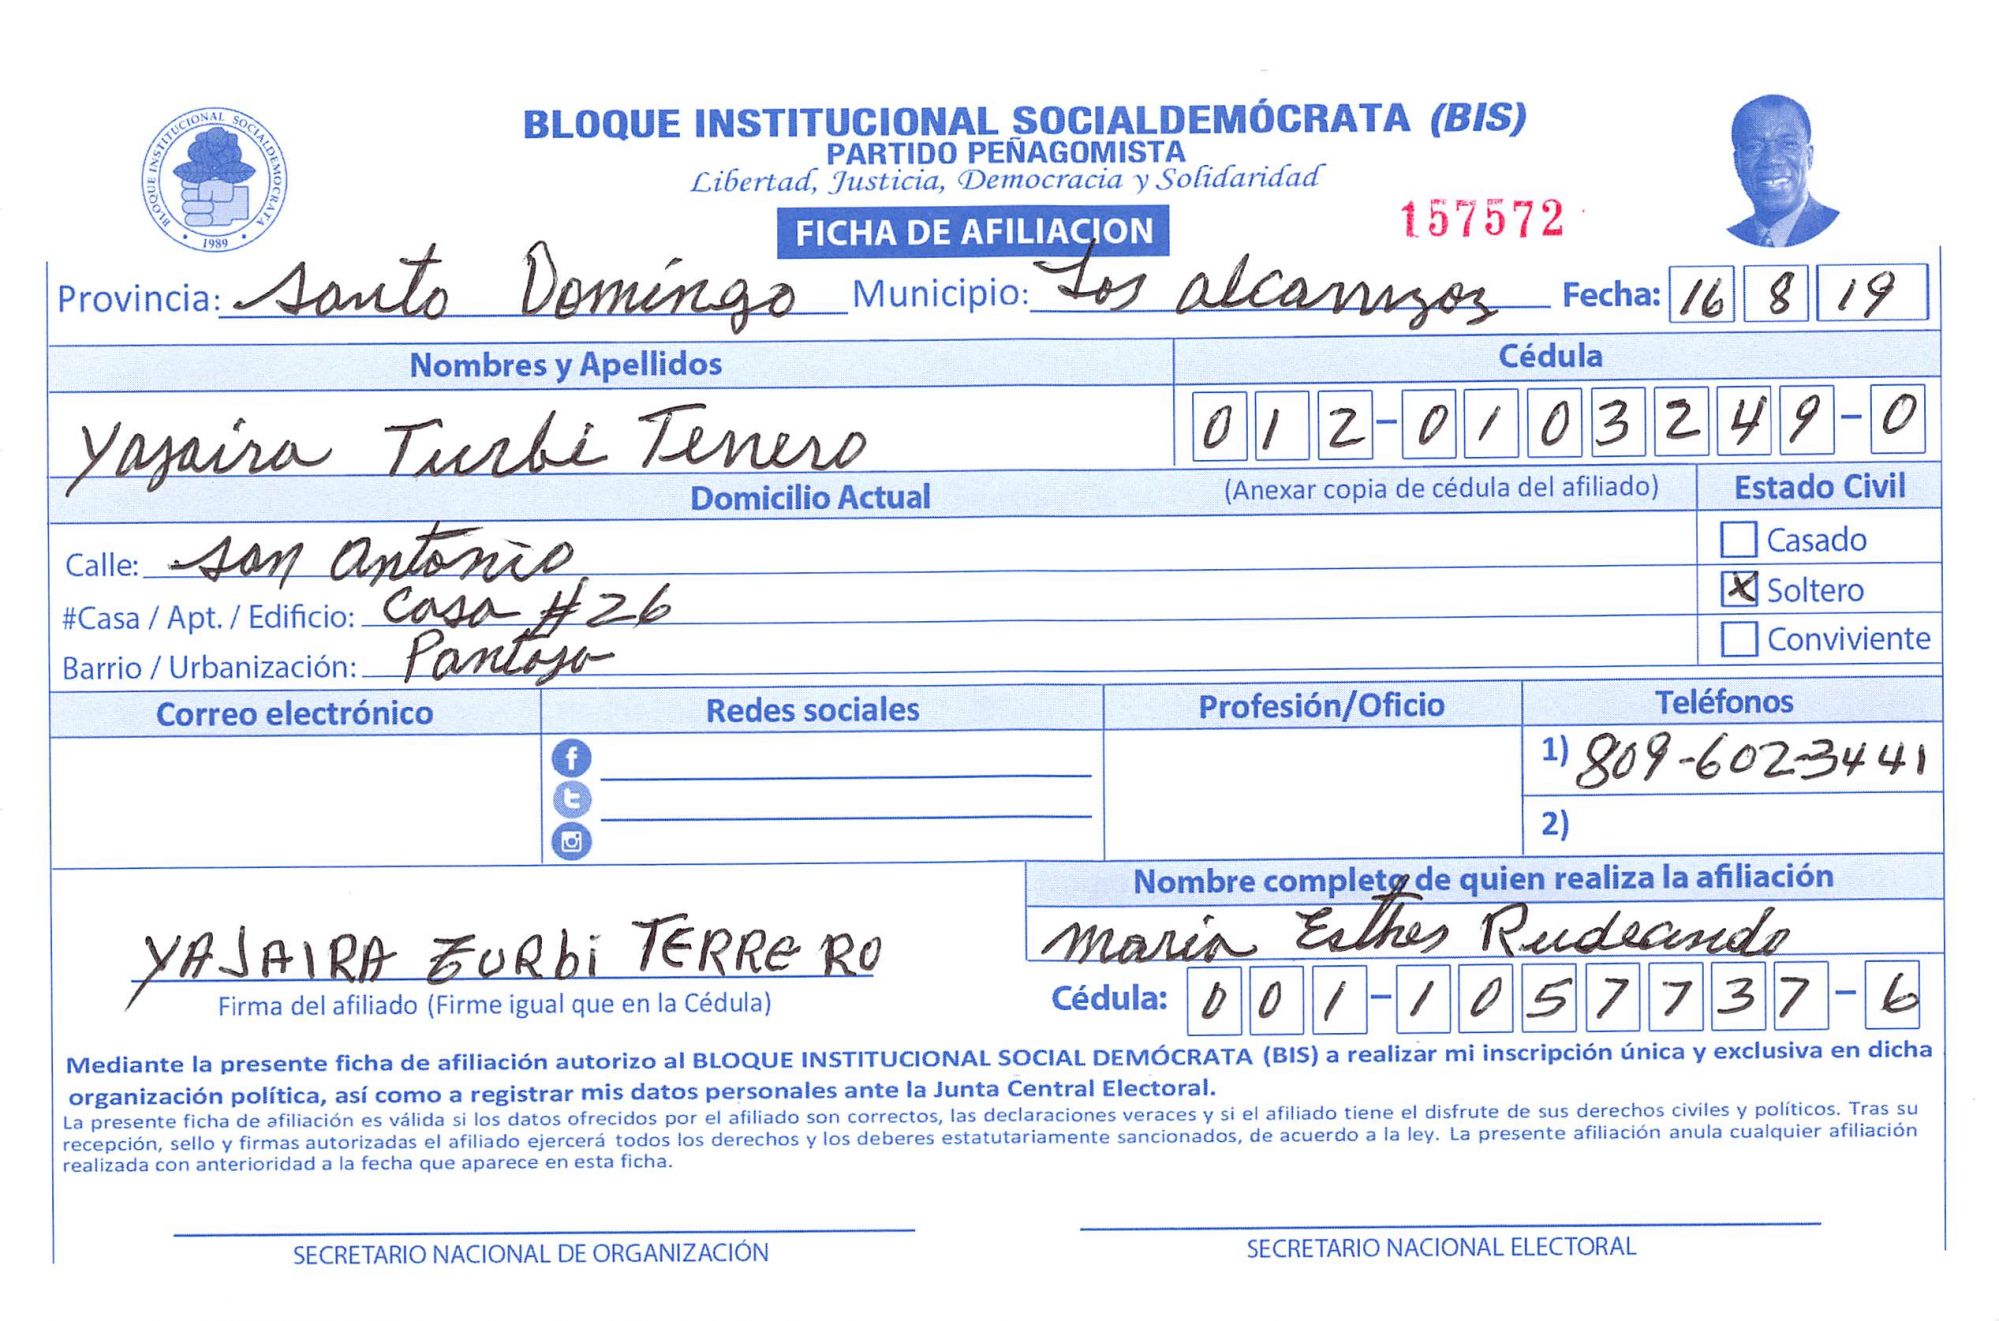 BLOQUE INSTITUCIONAL SOCIALDEMÓCRATA (BIS)
PARTIDO PEÑAGOMISTA
Libertad, Justicia, Democracia y Solidaridad
BLOQUE INSTITUCIONAL SOCIALDEMOCRATA
1989
FICHA DE AFILIACION
157572
Provincia: Santo Domingo Municipio: Los alcarrizos Fecha: 16 8 19
Nombres y Apellidos Cédula
Yajaira Turbi Terrero 012-0103249-0
Domicilio Actual (Anexar copia de cédula del afiliado) Estado Civil
Calle: San Antonio
Casado
#Casa / Apt. / Edificio: Casa #26
X Soltero
Barrio / Urbanización: Pantoja
Conviviente
Correo electrónico Redes sociales Profesión/Oficio Teléfonos
1) 809-602-3441
2)
Nombre completo de quien realiza la afiliación
Maria Esther
YAJAIRA TURBi TERRERO
Firma del afiliado (Firme igual que en la Cédula)
Cédula: 001-1057737-6
Mediante la presente ficha de afiliación autorizo al BLOQUE INSTITUCIONAL SOCIAL DEMÓCRATA (BIS) a realizar mi inscripción única y exclusiva en dicha
organización política, así como a registrar mis datos personales ante la Junta Central Electoral.
La presente ficha de afiliación es válida si los datos ofrecidos por el afiliado son correctos, las declaraciones veraces y si el afiliado tiene el disfrute de sus derechos civiles y políticos. Tras su
recepción, sello y firmas autorizadas el afiliado ejercerá todos los derechos y los deberes estatutariamente sancionados, de acuerdo a la ley. La presente afiliación anula cualquier afiliación
realizada con anterioridad a la fecha que aparece en esta ficha.
SECRETARIO NACIONAL DE ORGANIZACIÓN
SECRETARIO NACIONAL ELECTORAL